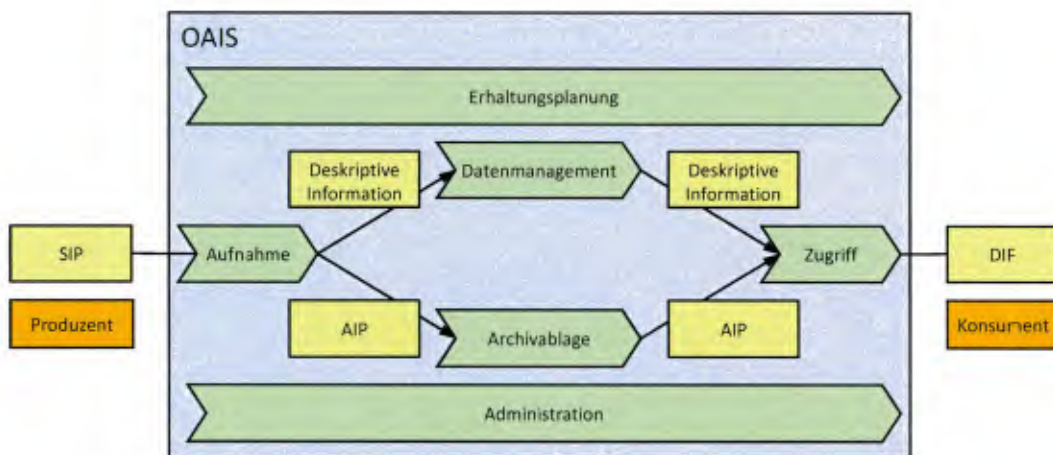 OAIS
Erhaltungsplanung
Deskriptive
Information
Datenmanagement
Deskriptive
Information
SIP
Aufnahme
Zugriff
DIF
Produzent
AIP
Archivablage
AIP
Konsument
Administration